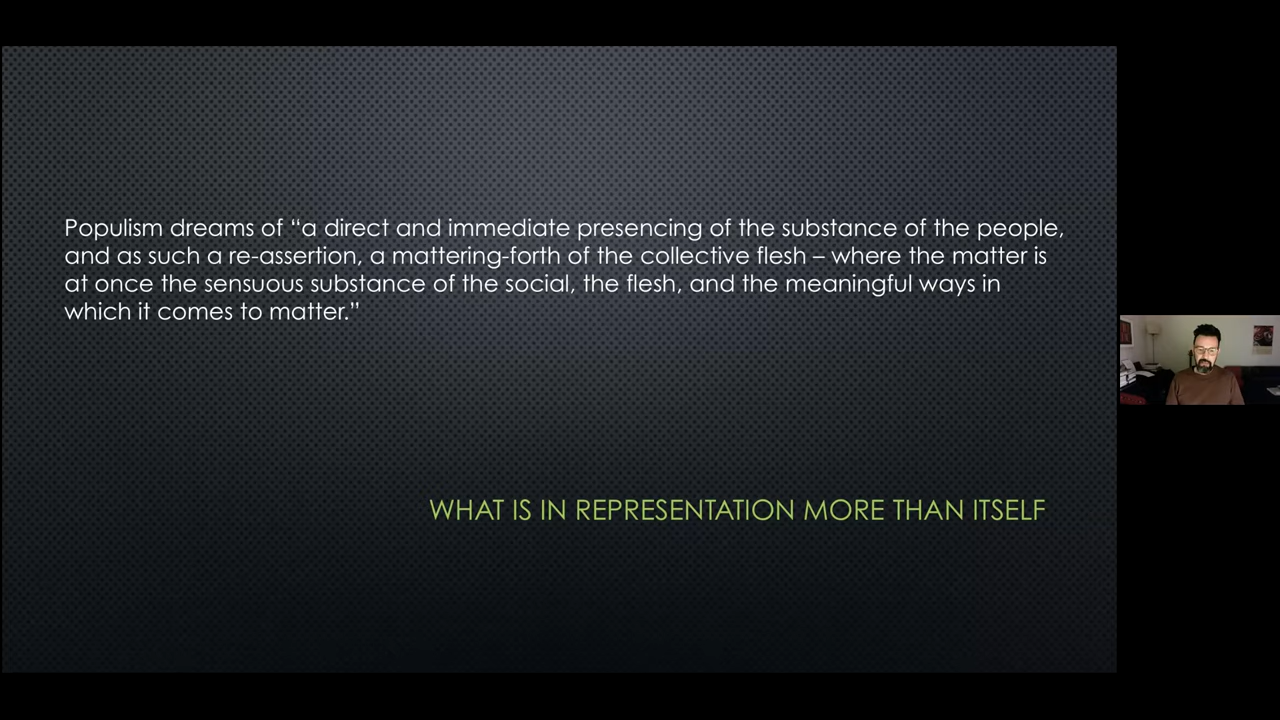 Populism dreams of “a direct and immediate presencing of the substance of the people,
and as such a re-assertion, a mattering-forth of the collective flesh – where the matter is
at once the sensuous substance of the social, the flesh, and the meaningful ways in
which it comes to matter.”
WHAT IS IN REPRESENTATION MORE THAN ITSELF